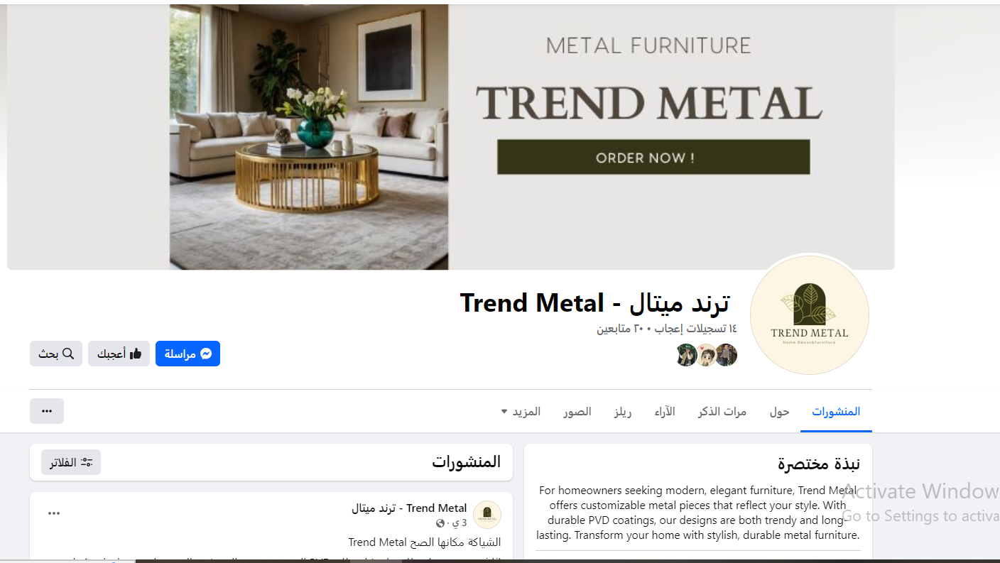 METAL FURNITURE
TREND METAL
ORDER NOW !
TREND METAL
Home Decor&furniture
ترند ميتال - Trend Metal
١٤ تسجيلات إعجاب • ٢٠ متابعين
مراسلة
أعجبك
بحث
المنشورات
حول
مرات الذكر
الآراء
ريلز
الصور
المزيد
نبذة مختصرة
For homeowners seeking modern, elegant furniture, Trend Metal
offers customizable metal pieces that reflect your style. With
durable PVD coatings, our designs are both trendy and long-
lasting. Transform your home with stylish, durable metal furniture.
المنشورات
الفلاتر
Trend Metal - ترند ميتال
3 ي
الشياكة مكانها الصح Trend Metal
Activate Window
Go to Settings to activa